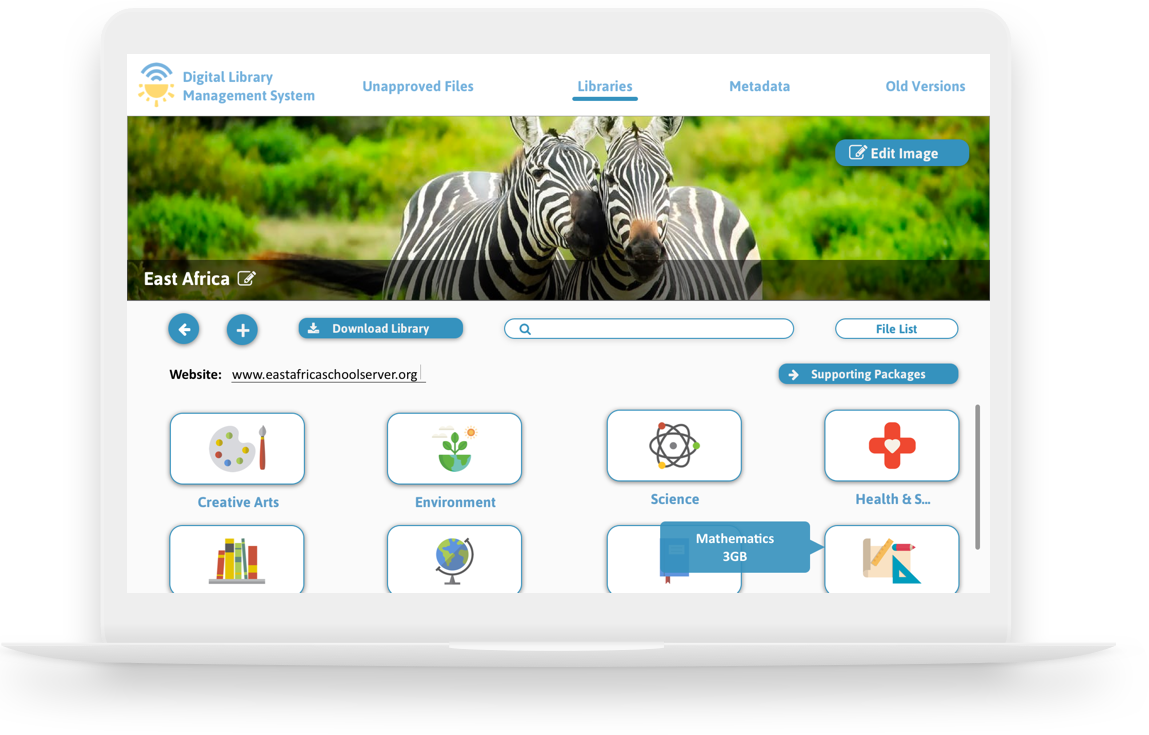 Digital Library
Management System
Unapproved Files
Libraries
Metadata
Old Versions
Edit Image
East Africa
Download Library
File List
Website: www.eastafricaschoolserver.org
Supporting Packages
Creative Arts
Environment
Science
Health & S...
Mathematics
3GB